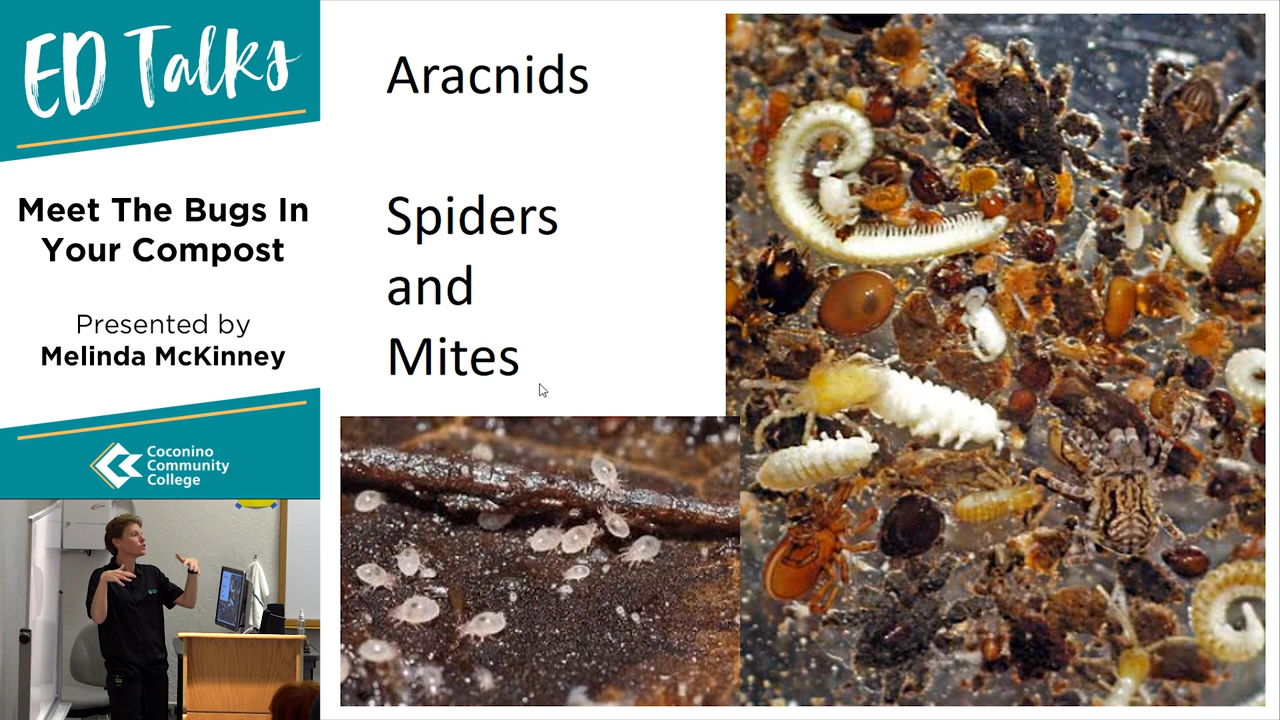 ED Talks
Meet The Bugs In
Your Compost
Presented by
Melinda McKinney
Coconino
Community
College
Aracnids
Spiders
and
Mites